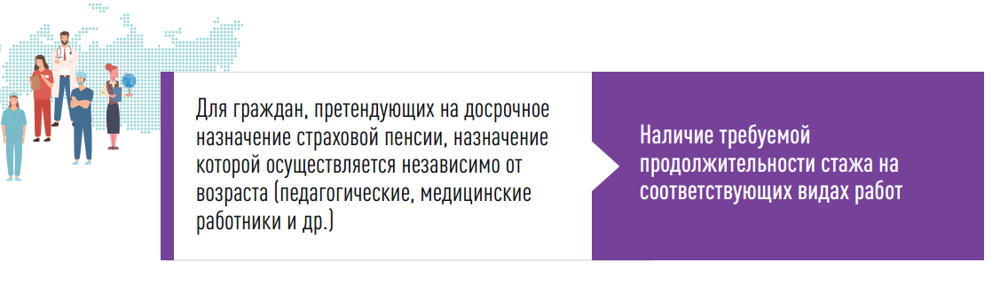 Для граждан, претендующих на досрочное
назначение страховой пенсии, назначение
которой осуществляется независимо от
возраста (педагогические, медицинские
работники и др.)
Наличие требуемой
продолжительности стажа на
соответствующих видах работ